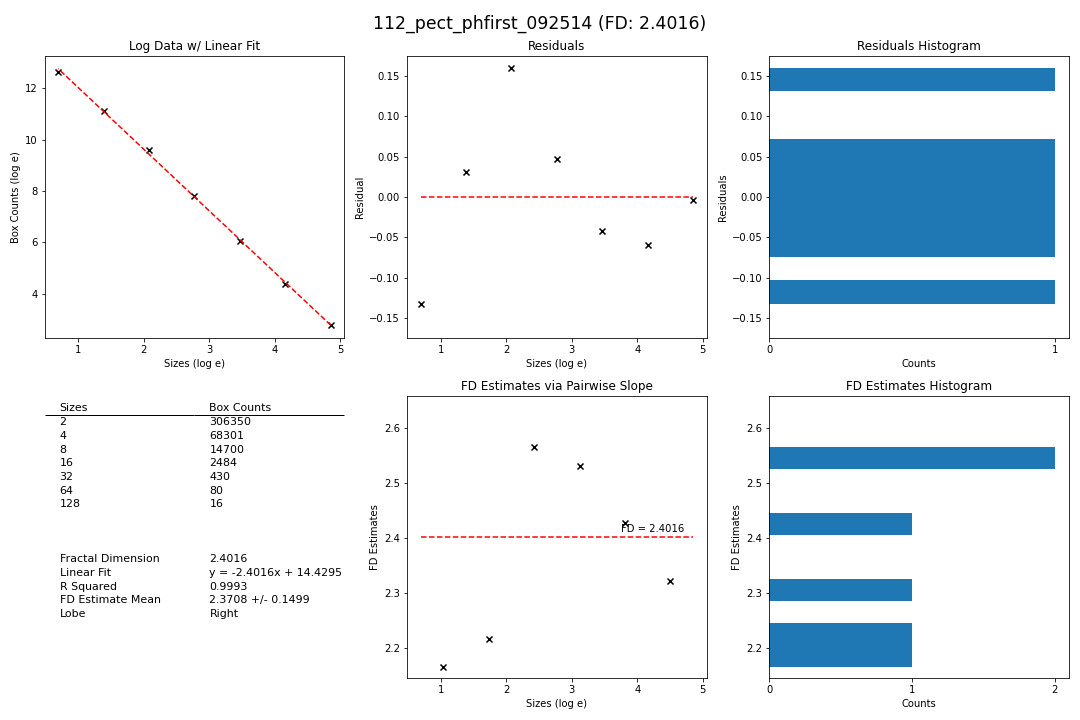 112_pect_phfirst_092514 (FD: 2.4016)
Log Data w/ Linear Fit
12
10
8
6
4
Box Counts (log e)
1 2 3 4 5
Sizes (log e)
Residuals
0.15
0.10
0.05
0.00
−0.05
−0.10
−0.15
Residual
1 2 3 4 5
Sizes (log e)
Residuals Histogram
0.15
0.10
0.05
0.00
−0.05
−0.10
−0.15
Residuals
0 1
Counts
Sizes Box Counts
2 306350
4 68301
8 14700
16 2484
32 430
64 80
128 16
Fractal Dimension 2.4016
Linear Fit y = -2.4016x + 14.4295
R Squared 0.9993
FD Estimate Mean 2.3708 +/- 0.1499
Lobe Right
FD Estimates via Pairwise Slope
2.6
2.5
2.4
2.3
2.2
FD Estimates
FD = 2.4016
1 2 3 4 5
Sizes (log e)
FD Estimates Histogram
2.6
2.5
2.4
2.3
2.2
FD Estimates
0 1 2
Counts